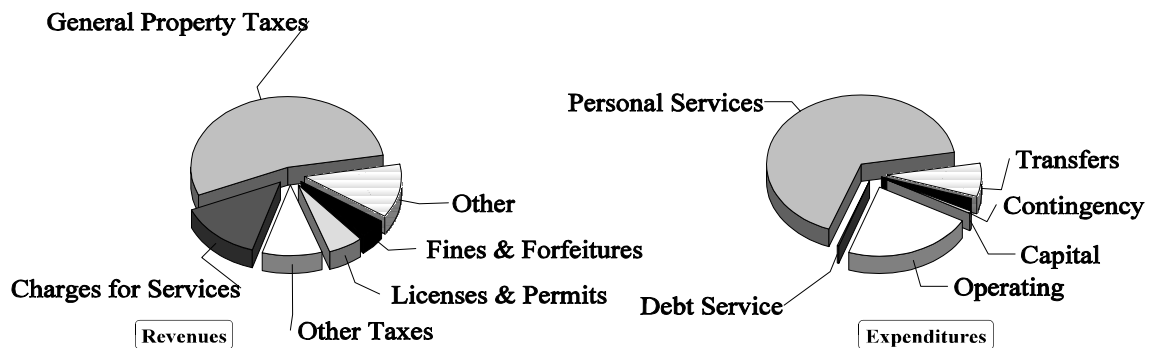 General Property Taxes
Other
Fines & Forfeitures
Licenses & Permits
Charges for Services
Other Taxes
Revenues
Personal Services
Transfers
Contingency
Capital
Operating
Debt Service
Expenditures